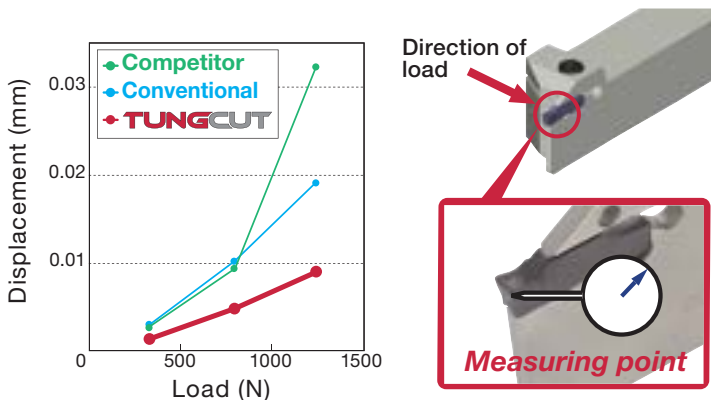 Displacement (mm)
0.03
0.02
0.01
0
500
1000
1500
Load (N)
Competitor
Conventional
TUNGCUT
Direction of
load
Measuring point